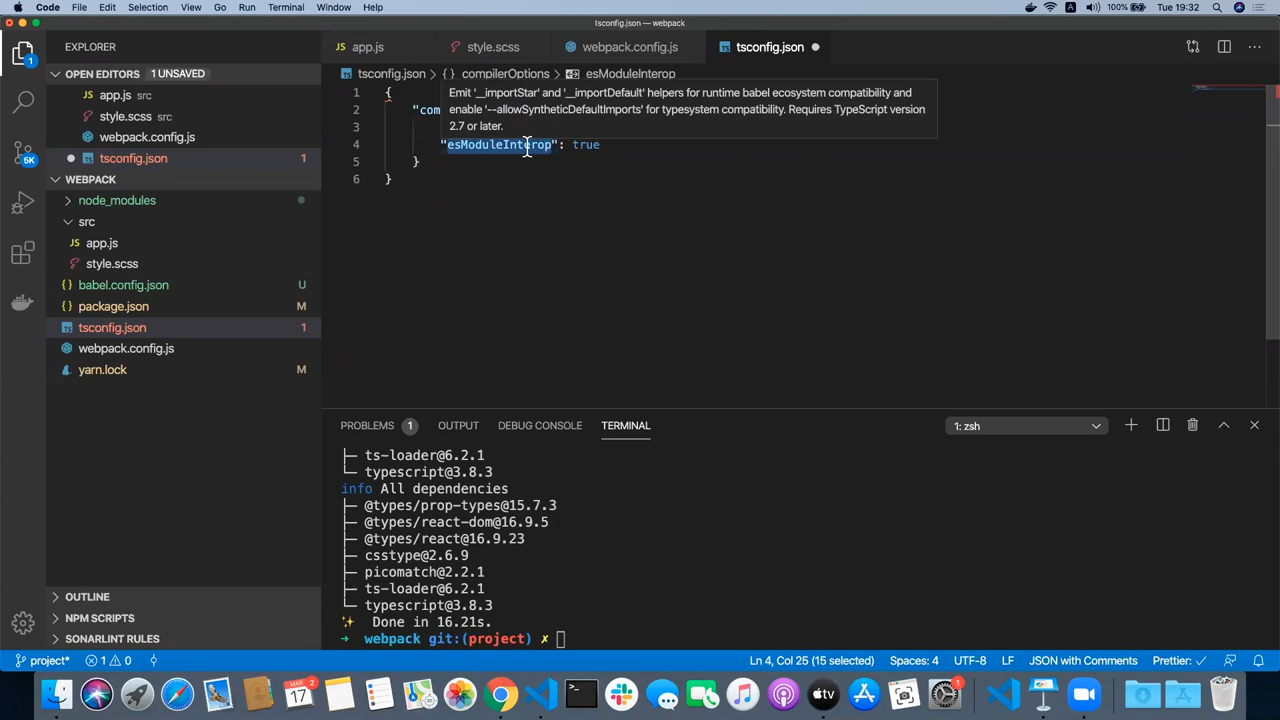 Code File Edit Selection View Go Run Terminal Window Help 100% Tue 19:32
tsconfig.json — webpack
EXPLORER
app.js
style.scss
webpack.config.js
tsconfig.json
OPEN EDITORS 1 UNSAVED
tsconfig.json > { } compilerOptions > esModuleInterop
app.js src
style.scss src
webpack.config.js
tsconfig.json 1
1 {
2 "com
3
4 "esModuleInterop": true
5 }
6 }
Emit '__importStar' and '__importDefault' helpers for runtime babel ecosystem compatibility and
enable '--allowSyntheticDefaultImports' for typesystem compatibility. Requires TypeScript version
2.7 or later.
1
5K
WEBPACK
node_modules
src
app.js
style.scss
babel.config.json U
package.json M
tsconfig.json 1
webpack.config.js
yarn.lock M
OUTLINE
NPM SCRIPTS
SONARLINT RULES
PROBLEMS 1 OUTPUT DEBUG CONSOLE TERMINAL 1: zsh
├─ ts-loader@6.2.1
└─ typescript@3.8.3
info All dependencies
├─ @types/prop-types@15.7.3
├─ @types/react-dom@16.9.5
├─ @types/react@16.9.23
├─ csstype@2.6.9
├─ picomatch@2.2.1
├─ ts-loader@6.2.1
└─ typescript@3.8.3
✨ Done in 16.21s.
→ webpack git:(project) ✗
project* 1 0 Ln 4, Col 25 (15 selected) Spaces: 4 UTF-8 LF JSON with Comments Prettier: ✓
MAR
17
2
1